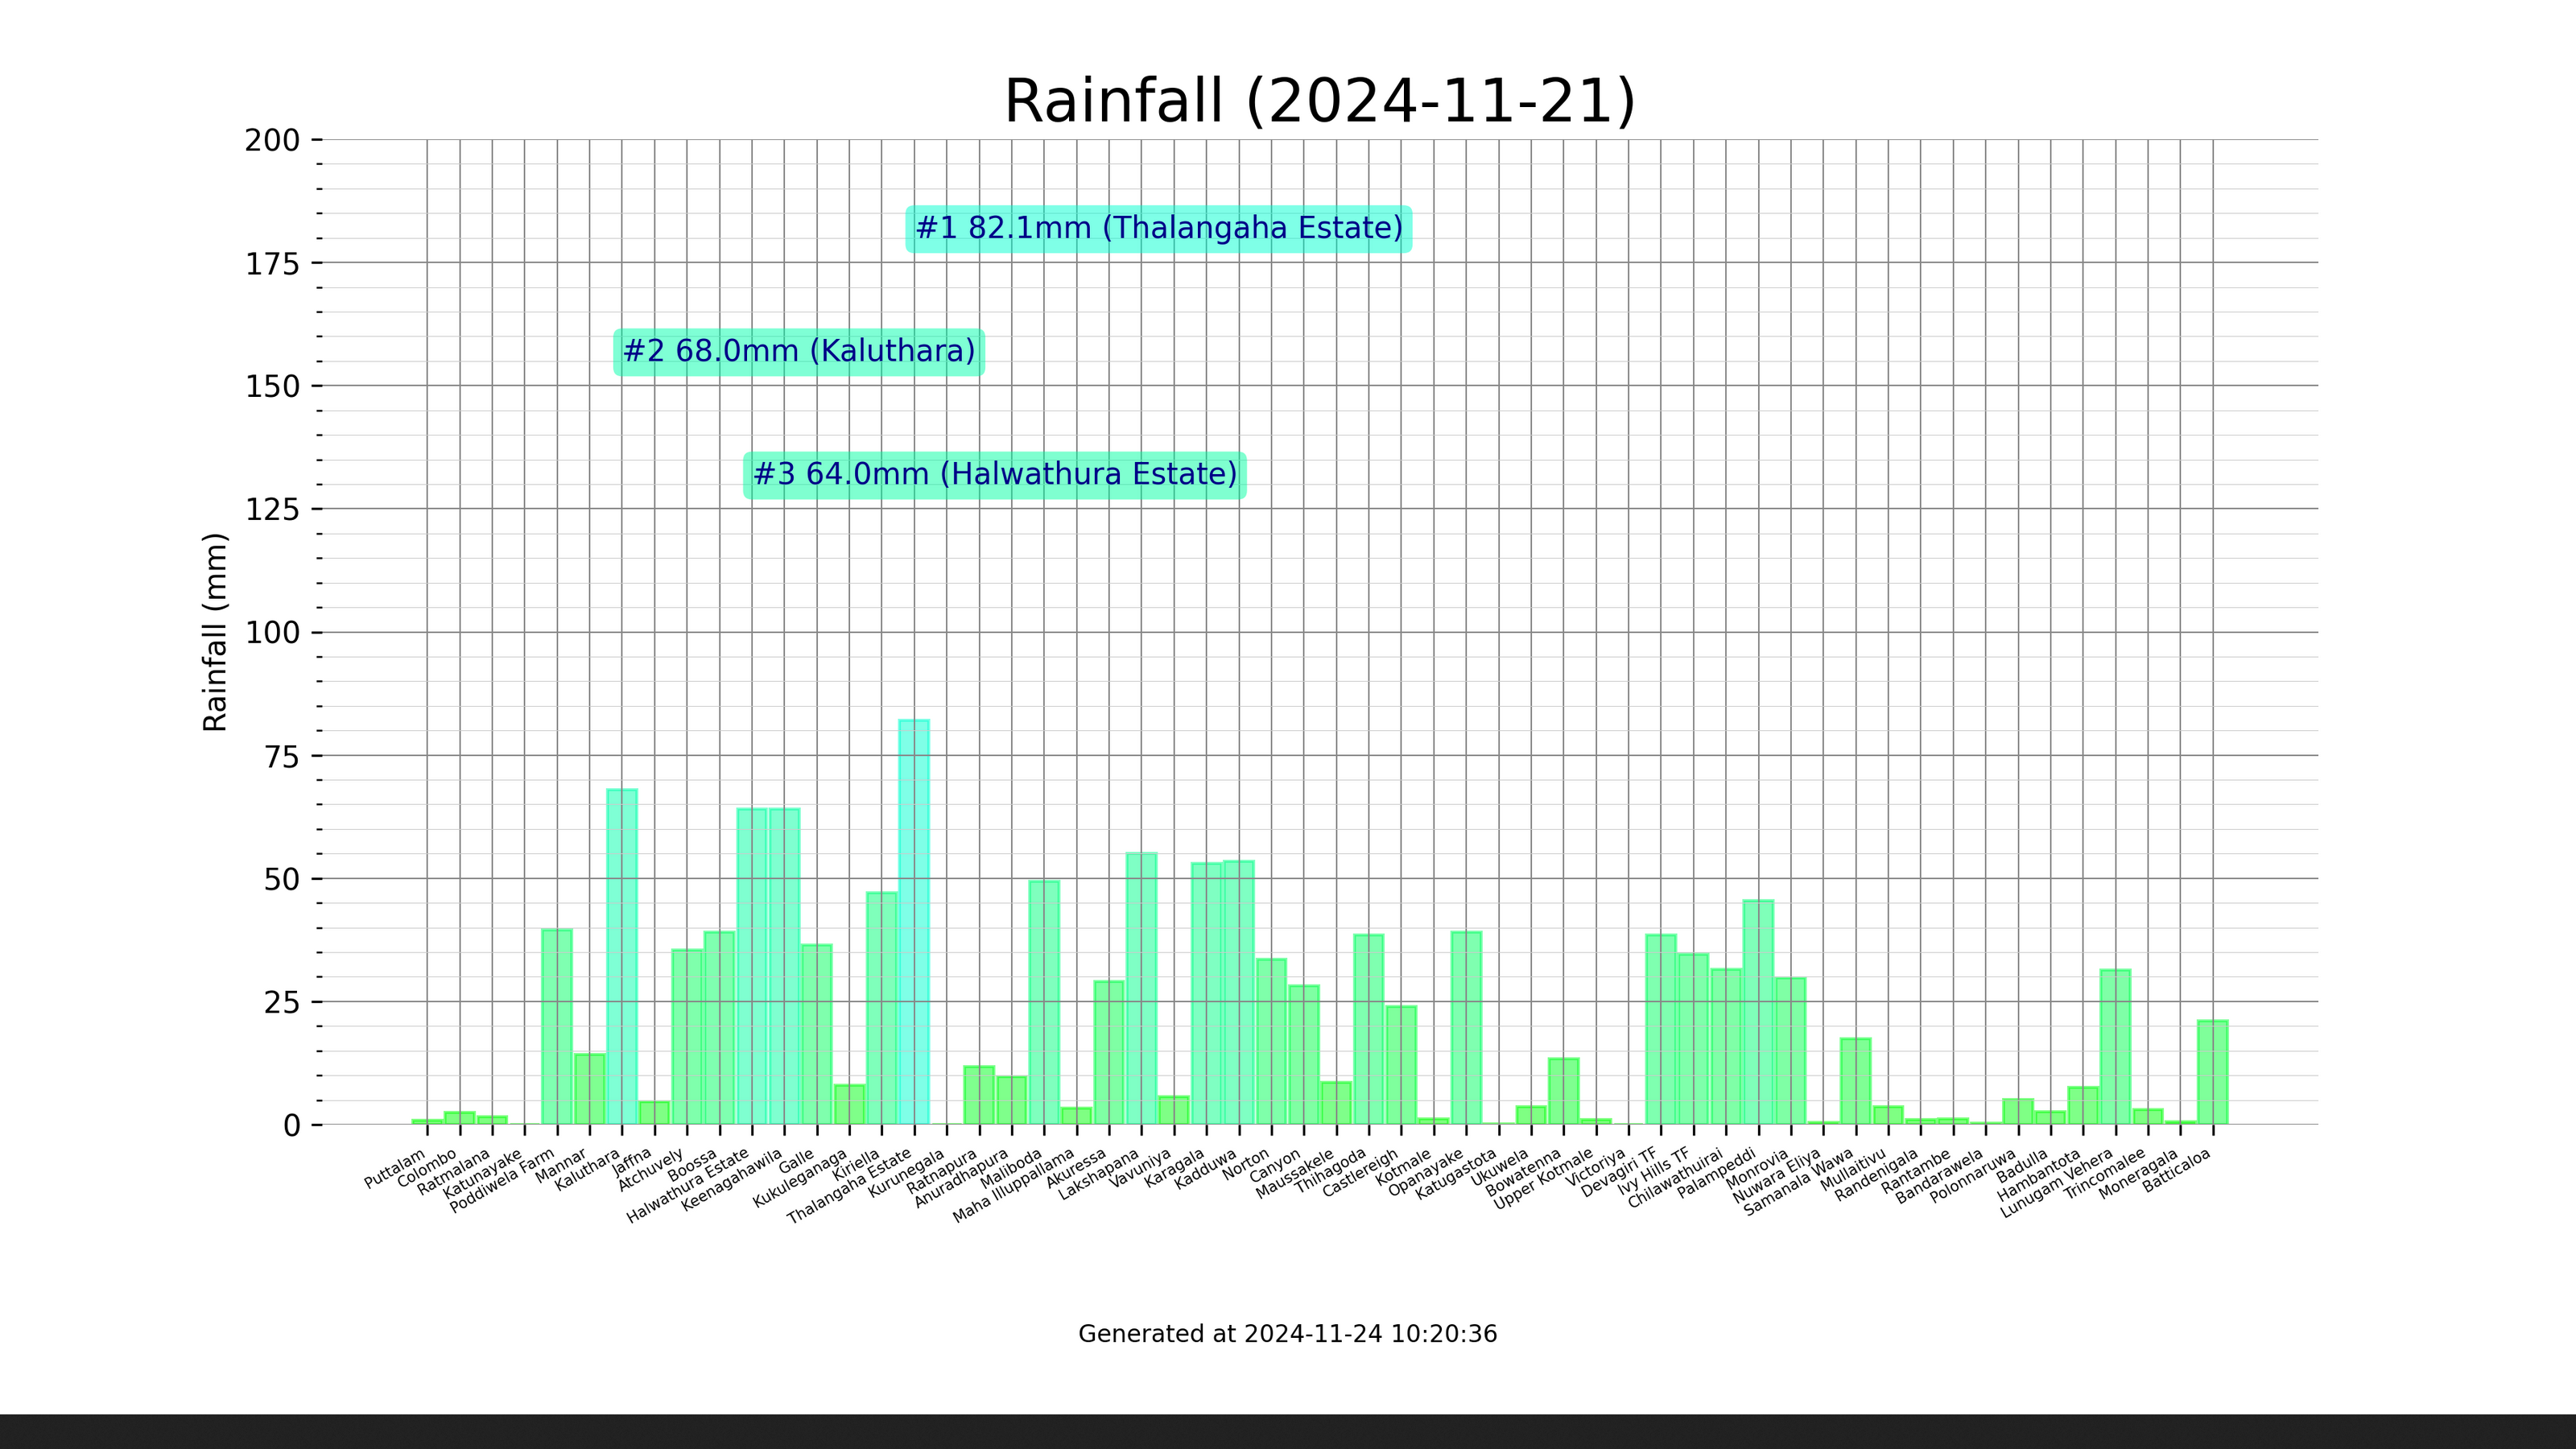 Rainfall (2024-11-21)
200
175
150
125
100
75
50
25
0
Rainfall (mm)
#1 82.1mm (Thalangaha Estate)
#2 68.0mm (Kaluthara)
#3 64.0mm (Halwathura Estate)
Puttalam
Colombo
Ratmalana
Katunayake
Poddiwela Farm
Mannar
Kaluthara
Jaffna
Atchuvely
Boossa
Halwathura Estate
Keenagahawila
Galle
Kukuleganaga
Kiriella
Thalangaha Estate
Kurunegala
Ratnapura
Anuradhapura
Maliboda
Maha Illuppallama
Akuressa
Lakshapana
Vavuniya
Karagala
Kadduwa
Norton
Canyon
Maussakele
Thihagoda
Castlereigh
Kotmale
Opanayake
Katugastota
Ukuwela
Bowatenna
Upper Kotmale
Victoriya
Devagiri TF
Ivy Hills TF
Chilawathuirai
Palampeddi
Monrovia
Nuwara Eliya
Samanala Wawa
Mullaitivu
Randenigala
Rantambe
Bandarawela
Polonnaruwa
Badulla
Hambantota
Lunugam Vehera
Trincomalee
Moneragala
Batticaloa
Generated at 2024-11-24 10:20:36